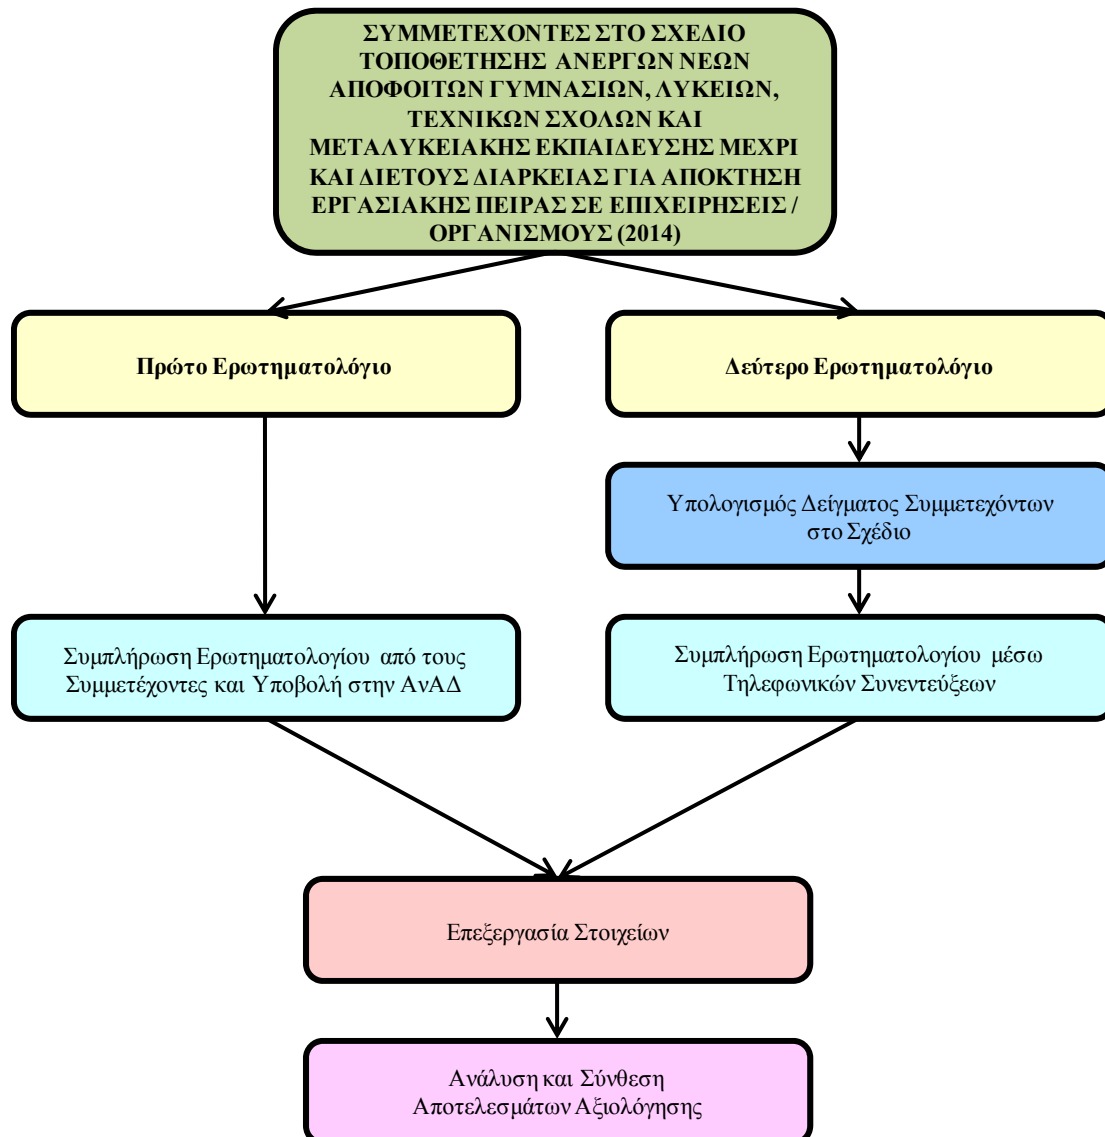 ΣΥΜΜΕΤΕΧΟΝΤΕΣ ΣΤΟ ΣΧΕΔΙΟ
ΤΟΠΟΘΕΤΗΣΗΣ ΑΝΕΡΓΩΝ ΝΕΩΝ
ΑΠΟΦΟΙΤΩΝ ΓΥΜΝΑΣΙΩΝ, ΛΥΚΕΙΩΝ,
ΤΕΧΝΙΚΩΝ ΣΧΟΛΩΝ ΚΑΙ
ΜΕΤΑΛΥΚΕΙΑΚΗΣ ΕΚΠΑΙΔΕΥΣΗΣ ΜΕΧΡΙ
ΚΑΙ ΔΙΕΤΟΥΣ ΔΙΑΡΚΕΙΑΣ ΓΙΑ ΑΠΟΚΤΗΣΗ
ΕΡΓΑΣΙΑΚΗΣ ΠΕΙΡΑΣ ΣΕ ΕΠΙΧΕΙΡΗΣΕΙΣ /
ΟΡΓΑΝΙΣΜΟΥΣ (2014)
Πρώτο Ερωτηματολόγιο
Δεύτερο Ερωτηματολόγιο
Υπολογισμός Δείγματος Συμμετεχόντων
στο Σχέδιο
Συμπλήρωση Ερωτηματολογίου από τους
Συμμετέχοντες και Υποβολή στην ΑνΑΔ
Συμπλήρωση Ερωτηματολογίου μέσω
Τηλεφωνικών Συνεντεύξεων
Επεξεργασία Στοιχείων
Ανάλυση και Σύνθεση
Αποτελεσμάτων Αξιολόγησης